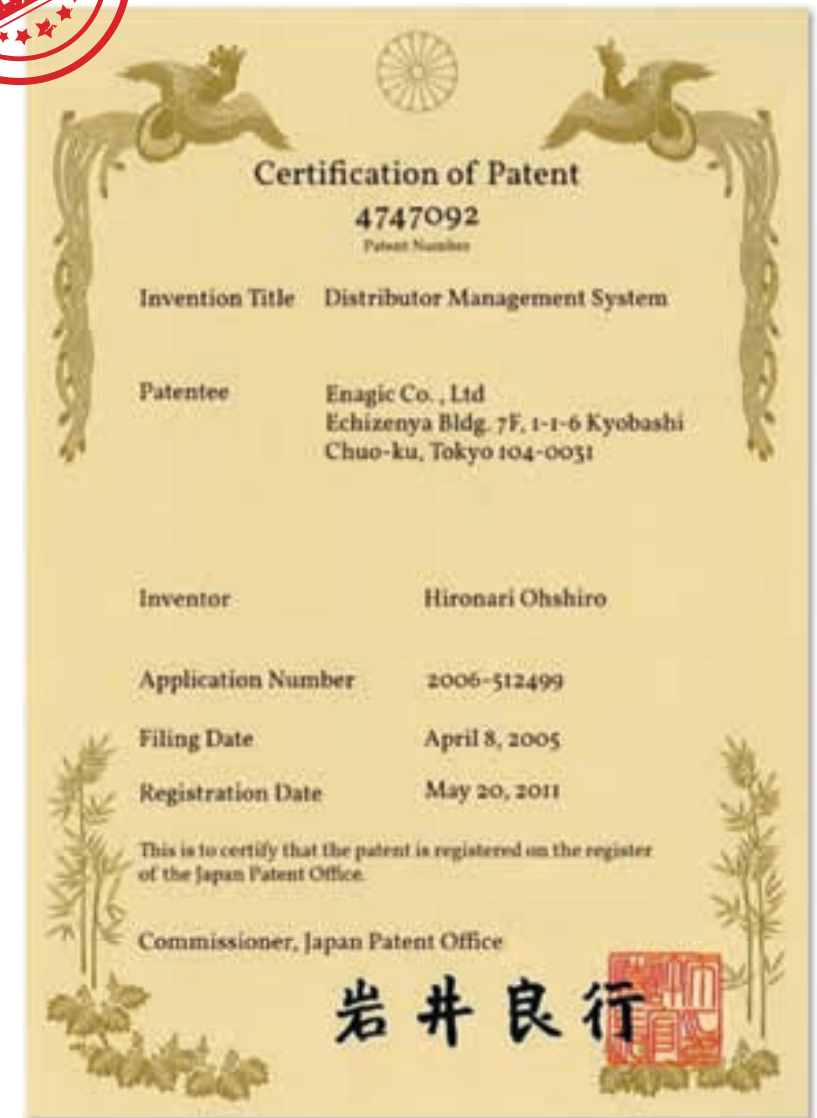 Certification of Patent
4747092
Patent Number
Invention Title Distributor Management System
Patentee Enagic Co. , Ltd
Echizenya Bldg. 7F, 1-1-6 Kyobashi
Chuo-ku, Tokyo 104-0031
Inventor Hironari Ohshiro
Application Number 2006-512499
Filing Date April 8, 2005
Registration Date May 20, 2011
This is to certify that the patent is registered on the register
of the Japan Patent Office.
Commissioner, Japan Patent Office
岩井良行